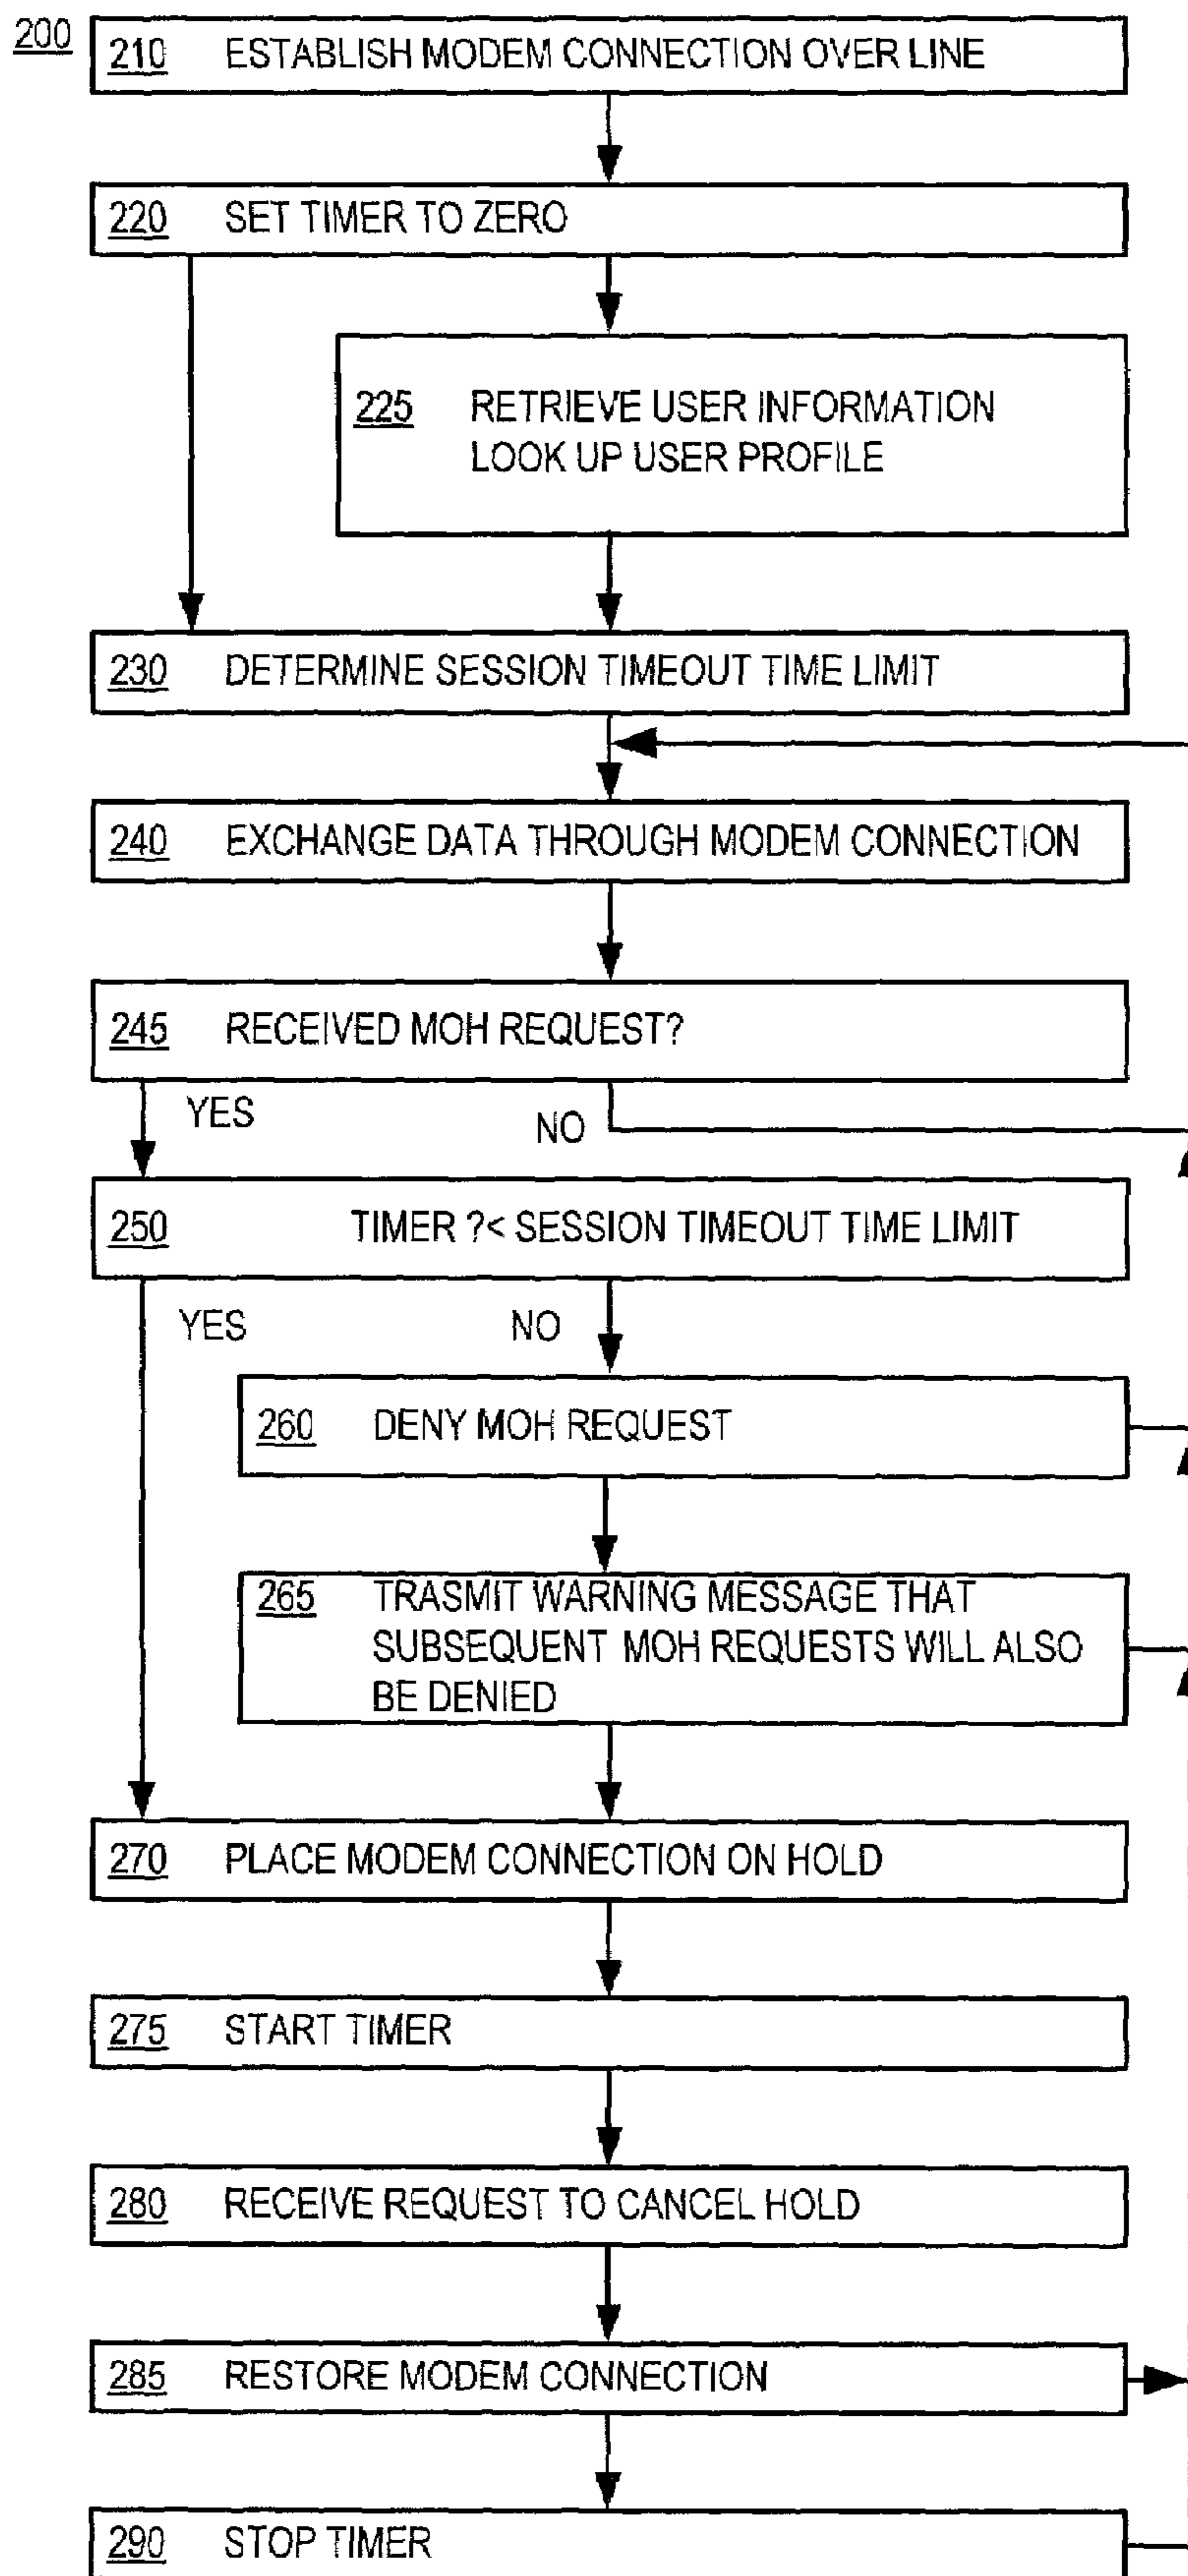 200
210 ESTABLISH MODEM CONNECTION OVER LINE
220 SET TIMER TO ZERO
225 RETRIEVE USER INFORMATION
LOOK UP USER PROFILE
230 DETERMINE SESSION TIMEOUT TIME LIMIT
240 EXCHANGE DATA THROUGH MODEM CONNECTION
245 RECEIVED MOH REQUEST?
YES
NO
250 TIMER ?< SESSION TIMEOUT TIME LIMIT
YES NO
260 DENY MOH REQUEST
265 TRASMIT WARNING MESSAGE THAT
SUBSEQUENT MOH REQUESTS WILL ALSO
BE DENIED
270 PLACE MODEM CONNECTION ON HOLD
275 START TIMER
280 RECEIVE REQUEST TO CANCEL HOLD
285 RESTORE MODEM CONNECTION
290 STOP TIMER